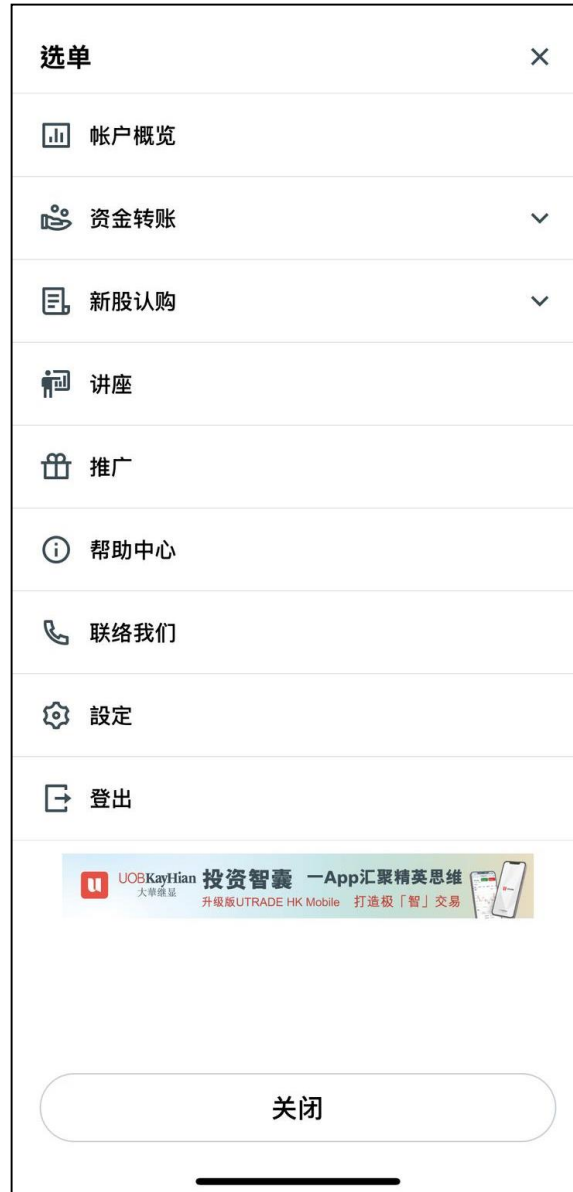 选单
帐户概览
资金转账
新股认购
讲座
推广
帮助中心
联络我们
設定
登出
UOBKayHian 投资智囊 一App汇聚精英思维
大華继显 升级版UTRADE HK Mobile 打造极「智」交易
关闭